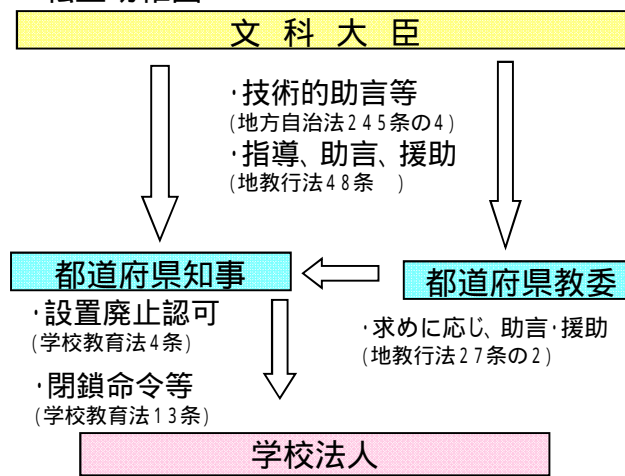 文科大臣
・技術的助言等
(地方自治法245条の4)
・指導、助言、援助
(地教行法48条　)
都道府県知事
都道府県教委
・設置廃止認可
(学校教育法4条)
・求めに応じ、助言・援助
(地教行法27条の2)
・閉鎖命令等
(学校教育法13条)
学校法人